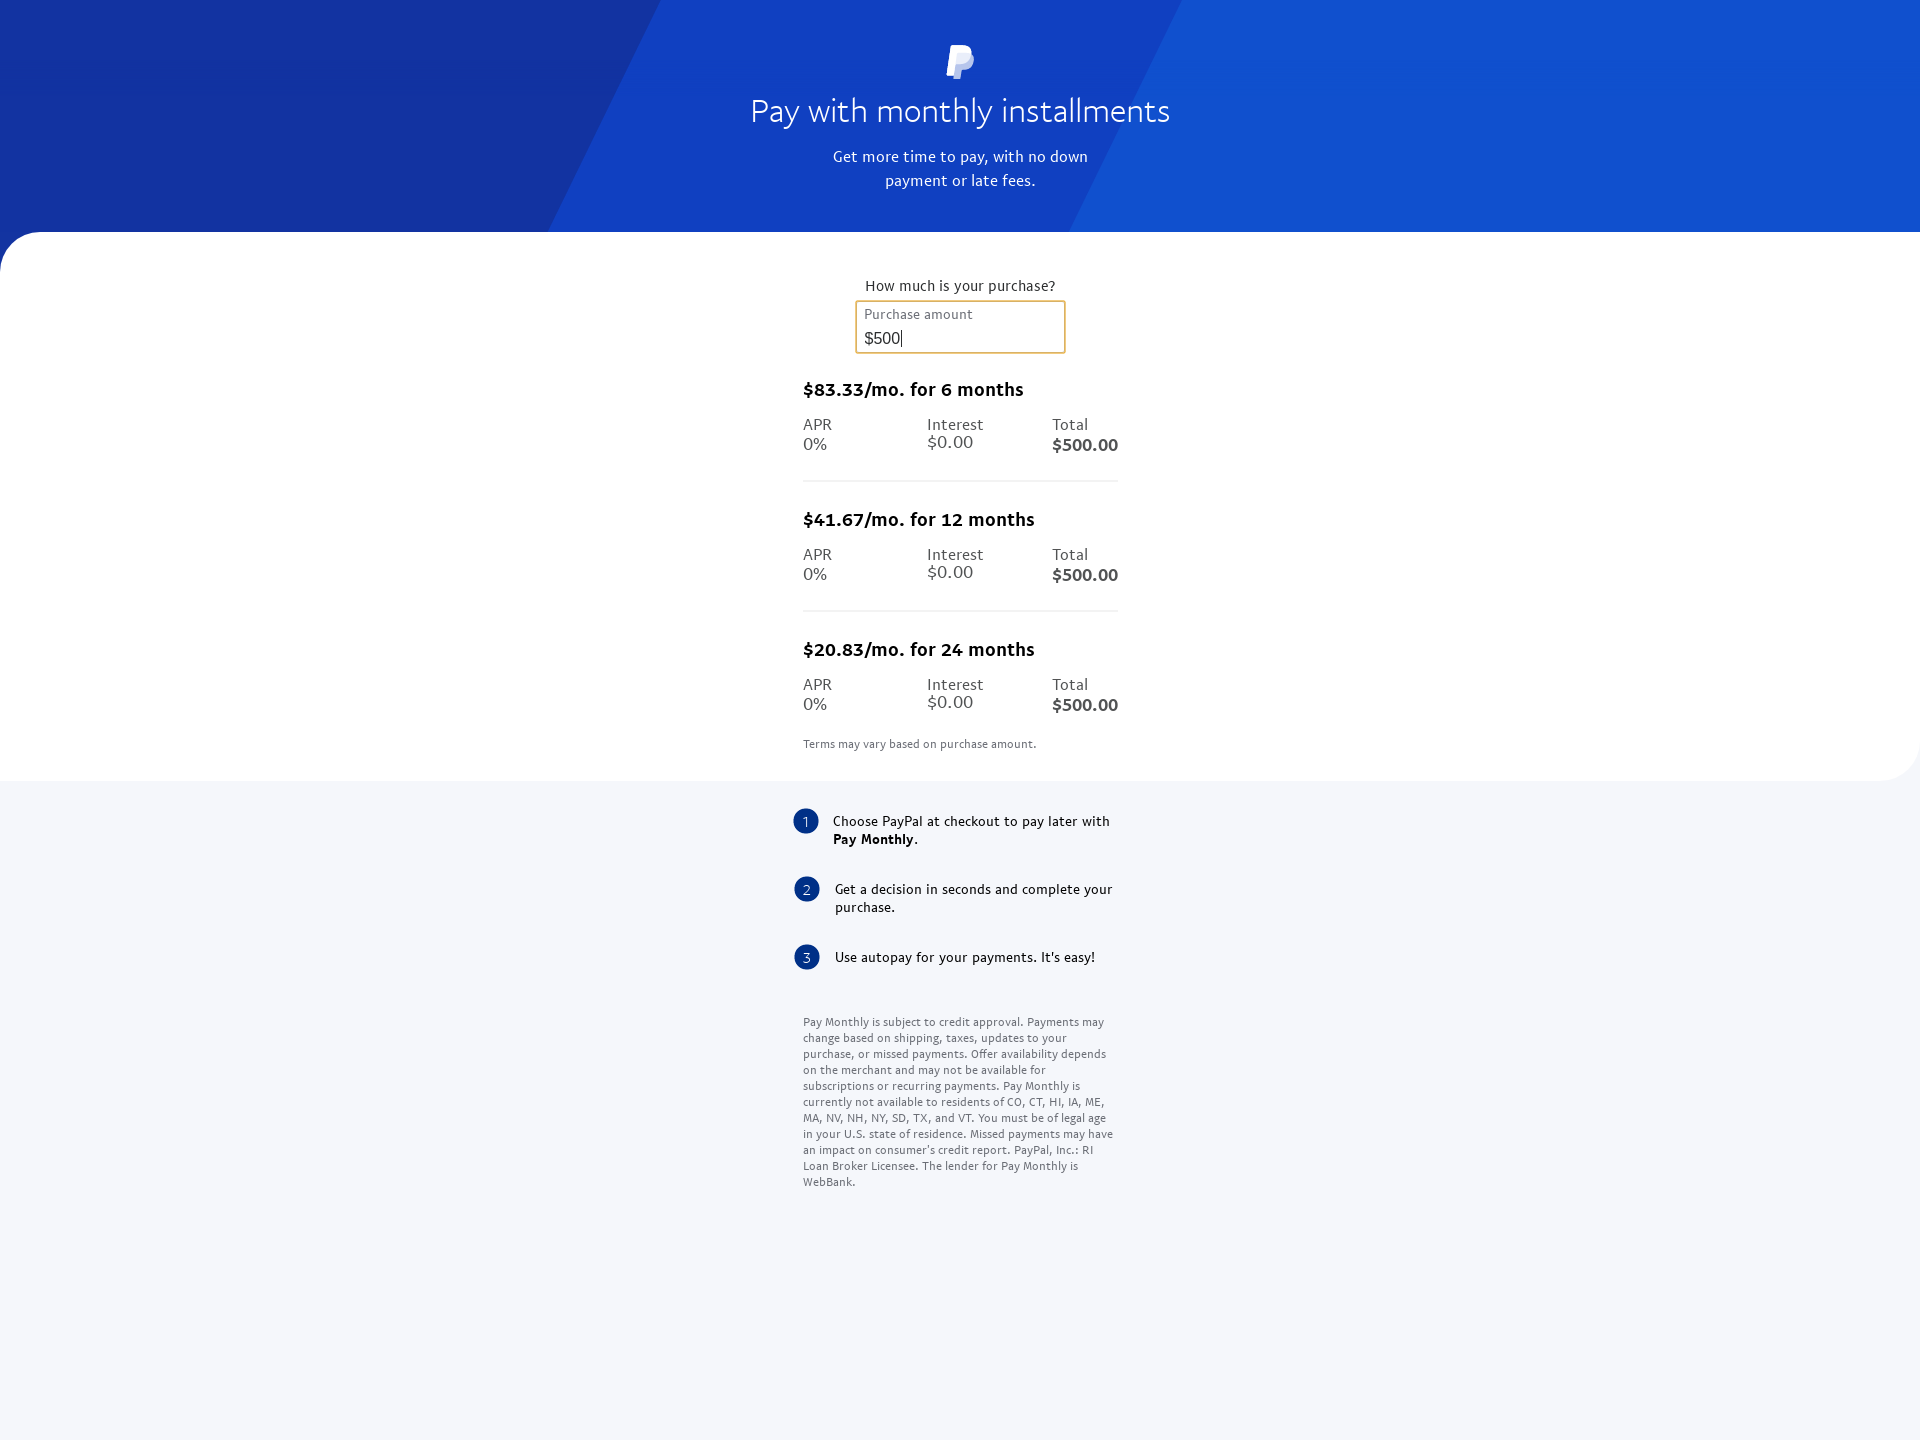 Pay with monthly installments
Get more time to pay, with no down
payment or late fees.
How much is your purchase?
Purchase amount
$500
$83.33/mo. for 6 months
APR Interest Total
0% $0.00 $500.00
$41.67/mo. for 12 months
APR Interest Total
0% $0.00 $500.00
$20.83/mo. for 24 months
APR Interest Total
0% $0.00 $500.00
Terms may vary based on purchase amount.
1 Choose PayPal at checkout to pay later with
Pay Monthly.
2 Get a decision in seconds and complete your
purchase.
3 Use autopay for your payments. It's easy!
Pay Monthly is subject to credit approval. Payments may
change based on shipping, taxes, updates to your
purchase, or missed payments. Offer availability depends
on the merchant and may not be available for
subscriptions or recurring payments. Pay Monthly is
currently not available to residents of CO, CT, HI, IA, ME,
MA, NV, NH, NY, SD, TX, and VT. You must be of legal age
in your U.S. state of residence. Missed payments may have
an impact on consumer's credit report. PayPal, Inc.: RI
Loan Broker Licensee. The lender for Pay Monthly is
WebBank.